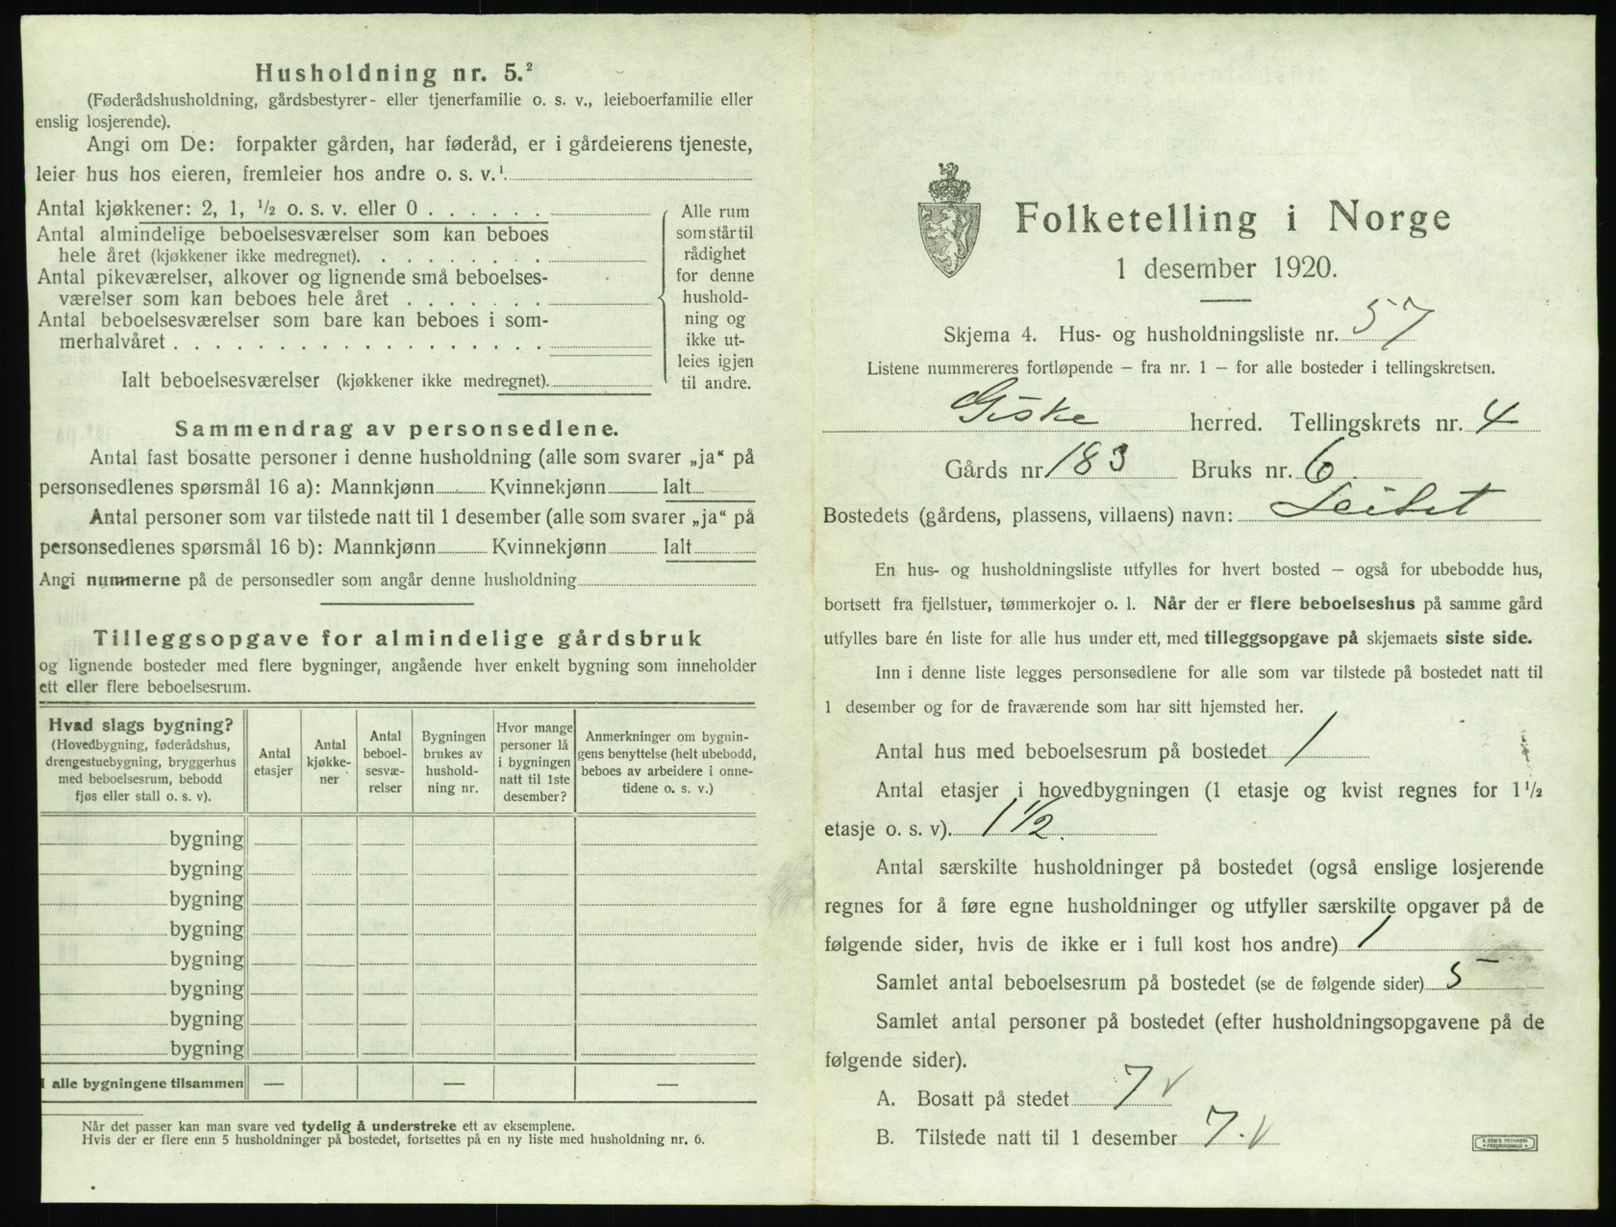 Husholdning nr. 5.²
(Føderådshusholdning, gårdsbestyrer- eller tjenerfamilie o. s. v., leieboerfamilie eller
enslig losjerende).
Angi om De: forpakter gården, har føderåd, er i gårdeierens tjeneste,
leier hus hos eieren, fremleier hos andre o. s. v.¹
Antal kjøkkener: 2, 1, ½ o. s. v. eller 0
Antal almindelige beboelsesværelser som kan beboes
hele året (kjøkkener ikke medregnet).
Antal pikeværelser, alkover og lignende små beboelses-
værelser som kan beboes hele året
Antal beboelsesværelser som bare kan beboes i som-
merhalvåret
Ialt beboelsesværelser (kjøkkener ikke medregnet).
Alle rum
som står til
rådighet
for denne
hushold-
ning og
ikke ut-
leies igjen
til andre.
Sammendrag av personsedlene.
Antal fast bosatte personer i denne husholdning (alle som svarer „ja“ på
personsedlenes spørsmål 16 a): Mannkjønn Kvinnekjønn Ialt
Antal personer som var tilstede natt til 1 desember (alle som svarer „ja“ på
personsedlenes spørsmål 16 b): Mannkjønn Kvinnekjønn Ialt
Angi nummerne på de personsedler som angår denne husholdning
Tilleggsopgave for almindelige gårdsbruk
og lignende bosteder med flere bygninger, angående hver enkelt bygning som inneholder
ett eller flere beboelsesrum.
Hvad slags bygning?
(Hovedbygning, føderådshus,
drengestuebygning, bryggerhus
med beboelsesrum, bebodd
fjøs eller stall o. s. v).
Antal
etasjer
Antal
kjøkke-
ner
Antal
beboel-
sesvæ-
relser
Bygningen
brukes av
hushold-
ning nr.
Hvor mange
personer lå
i bygningen
natt til 1ste
desember?
Anmerkninger om bygnin-
gens benyttelse (helt ubebodd,
beboes av arbeidere i onne-
tidene o. s. v.)
bygning
bygning
bygning
bygning
bygning
bygning
bygning
bygning
I alle bygningene tilsammen — — —
Når det passer kan man svare ved tydelig å understreke ett av eksemplene.
Hvis der er flere enn 5 husholdninger på bostedet, fortsettes på en ny liste med husholdning nr. 6.
Folketelling i Norge
1 desember 1920.
Skjema 4. Hus- og husholdningsliste nr. 57
Listene nummereres fortløpende – fra nr. 1 – for alle bosteder i tellingskretsen.
Giske herred. Tellingskrets nr. 4
Gårds nr. 183 Bruks nr. 6
Bostedets (gårdens, plassens, villaens) navn: Leitet
En hus- og husholdningsliste utfylles for hvert bosted – også for ubebodde hus,
bortsett fra fjellstuer, tømmerkojer o. l. Når der er flere beboelseshus på samme gård
utfylles bare én liste for alle hus under ett, med tilleggsopgave på skjemaets siste side.
Inn i denne liste legges personsedlene for alle som var tilstede på bostedet natt til
1 desember og for de fraværende som har sitt hjemsted her.
Antal hus med beboelsesrum på bostedet 1
Antal etasjer i hovedbygningen (1 etasje og kvist regnes for 1½
etasje o. s. v). 1½.
Antal særskilte husholdninger på bostedet (også enslige losjerende
regnes for å føre egne husholdninger og utfyller særskilte opgaver på de
følgende sider, hvis de ikke er i full kost hos andre) 1
Samlet antal beboelsesrum på bostedet (se de følgende sider) 5
Samlet antal personer på bostedet (efter husholdningsopgavene på de
følgende sider).
A. Bosatt på stedet 7 ✓
B. Tilstede natt til 1 desember 7. ✓